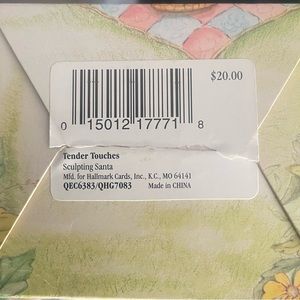 $20.00
0 15012 17771 8
Tender Touches
Sculpting Santa
Mfd. for Hallmark Cards, Inc., K.C., MO 64141
QEC6383/QHG7083 Made in CHINA